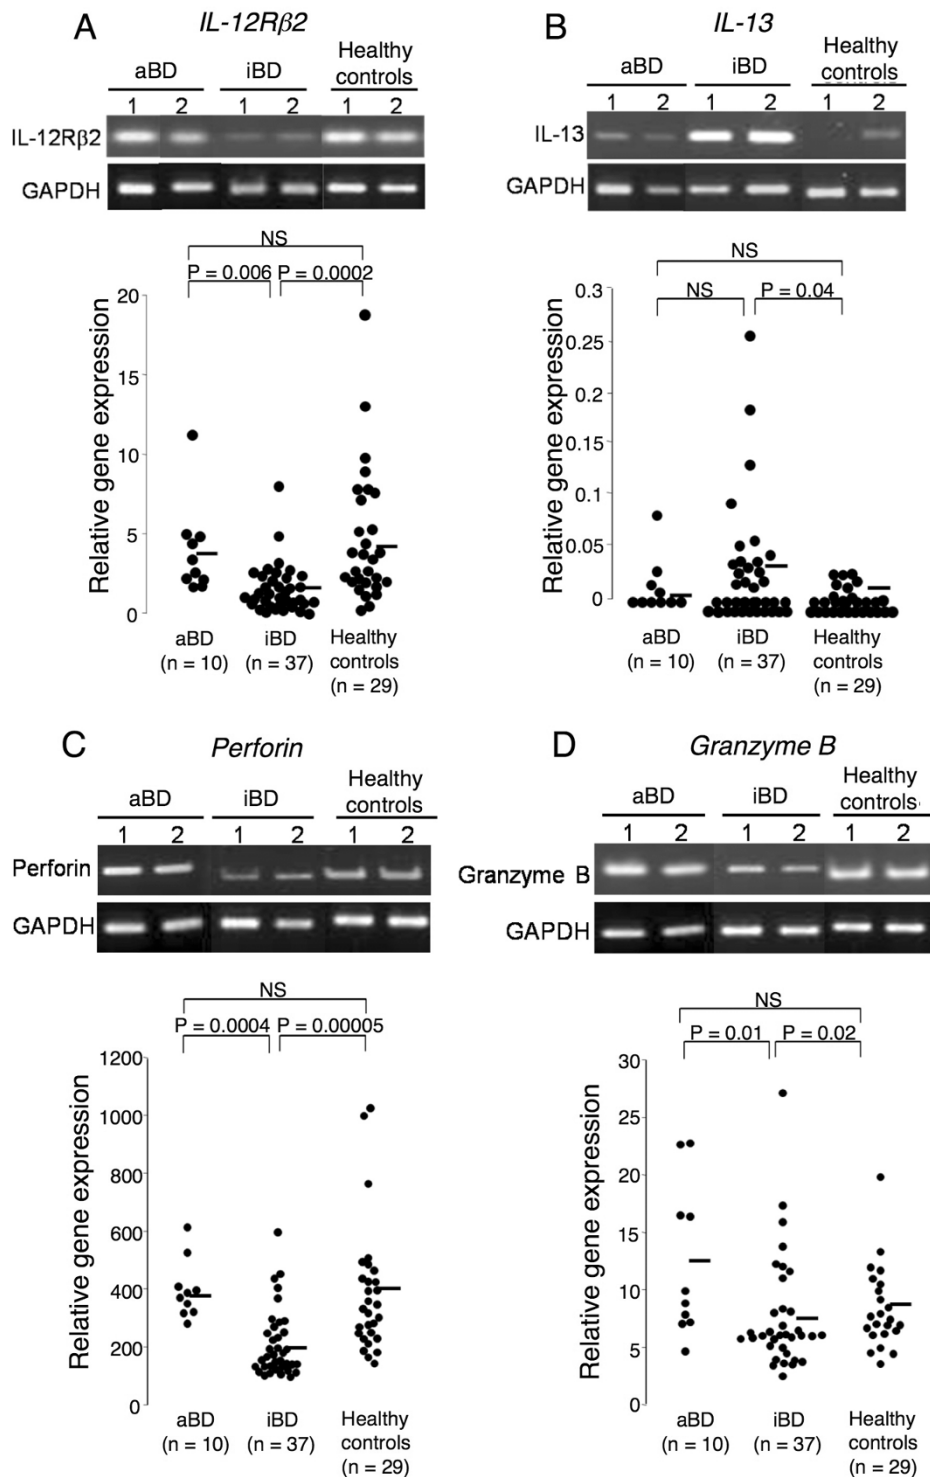 A IL-12Rβ2
aBD iBD Healthy controls
1 2 1 2 1 2
IL-12Rβ2
GAPDH
NS
P = 0.006 P = 0.0002
Relative gene expression
20
15
10
5
0
aBD (n = 10)
iBD (n = 37)
Healthy controls (n = 29)
B IL-13
aBD iBD Healthy controls
1 2 1 2 2
IL-13
GAPDH
NS
NS P = 0.04
Relative gene expression
0.3
0.25
0.2
0.15
0.1
0.05
0
aBD (n = 10)
iBD (n = 37)
Healthy controls (n = 29)
C Perforin
aBD iBD Healthy controls
1 2 1 2 1 2
Perforin
GAPDH
NS
P = 0.0004 P = 0.00005
Relative gene expression
1200
1000
800
600
400
200
0
aBD (n = 10)
iBD (n = 37)
Healthy controls (n = 29)
D Granzyme B
aBD iBD Healthy controls
1 2 1 2 1 2
Granzyme B
GAPDH
NS
P = 0.01 P = 0.02
Relative gene expression
30
25
20
15
10
5
0
aBD (n = 10)
iBD (n = 37)
Healthy controls (n = 29)